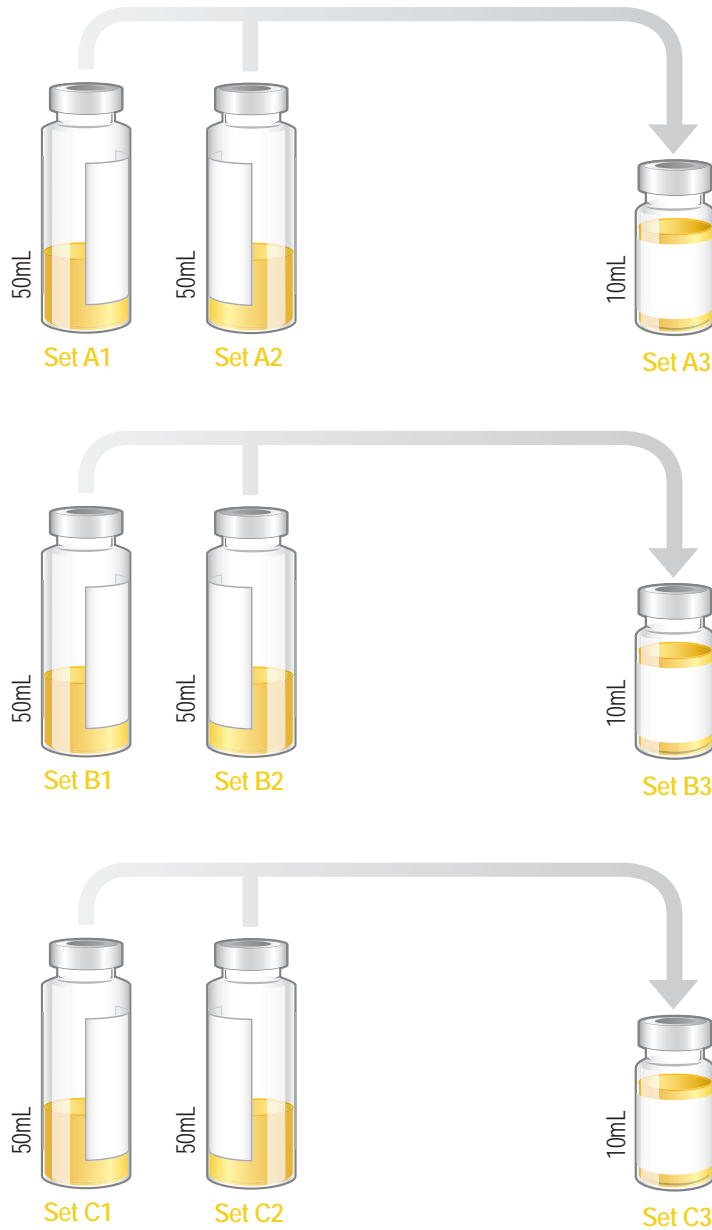 50mL
50mL
10mL
Set A1
Set A2
Set A3
50mL
50mL
10mL
Set B1
Set B2
Set B3
50mL
50mL
10mL
Set C1
Set C2
Set C3